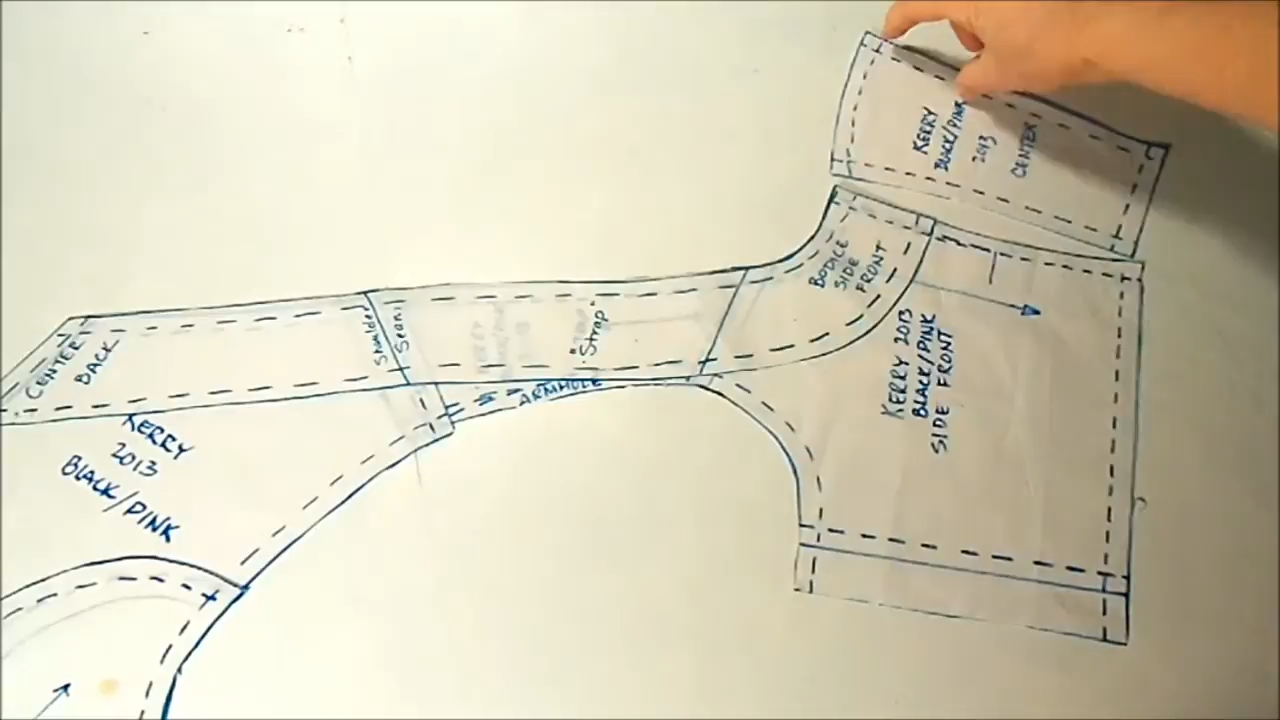 KERRY
BLACK/PINK
2013
CENTER
BODICE
SIDE
FRONT
KERRY 2013
BLACK/PINK
SIDE FRONT
Strap
ARMHOLE
Shoulder
Seam
CENTER
BACK
KERRY
2013
BLACK/PINK